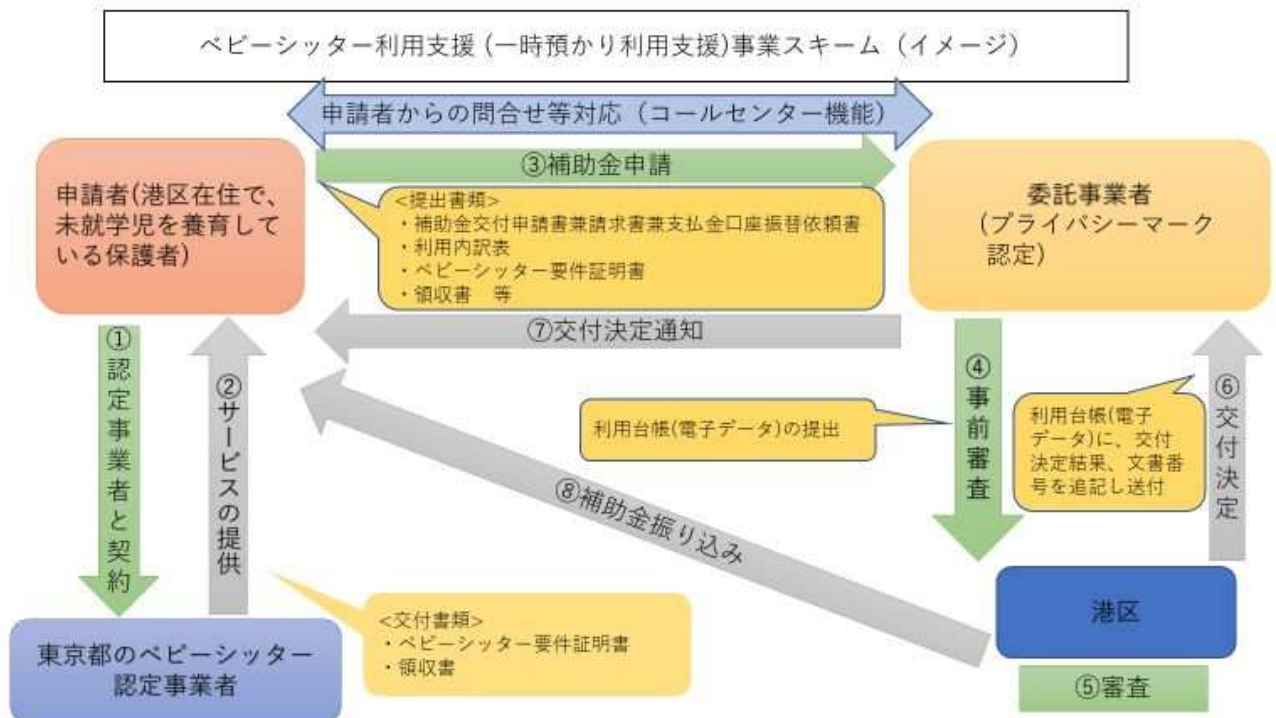 ベビーシッター利用支援 (一時預かり利用支援)事業スキーム（イメージ）
申請者からの問合せ等対応（コールセンター機能）
③補助金申請
申請者(港区在住で、
未就学児を養育して
いる保護者)
<提出書類>
・補助金交付申請書兼請求書兼支払金口座振替依頼書
・利用内訳表
・ベビーシッター要件証明書
・領収書　等
委託事業者
(プライバシーマーク
認定)
⑦交付決定通知
①認定事業者と契約
②サービスの提供
利用台帳(電子データ)の提出
④事前審査
利用台帳(電子
データ)に、交付
決定結果、文書番
号を追記し送付
⑥交付決定
⑧補助金振り込み
<交付書類>
・ベビーシッター要件証明書
・領収書
東京都のベビーシッター
認定事業者
港区
⑤審査